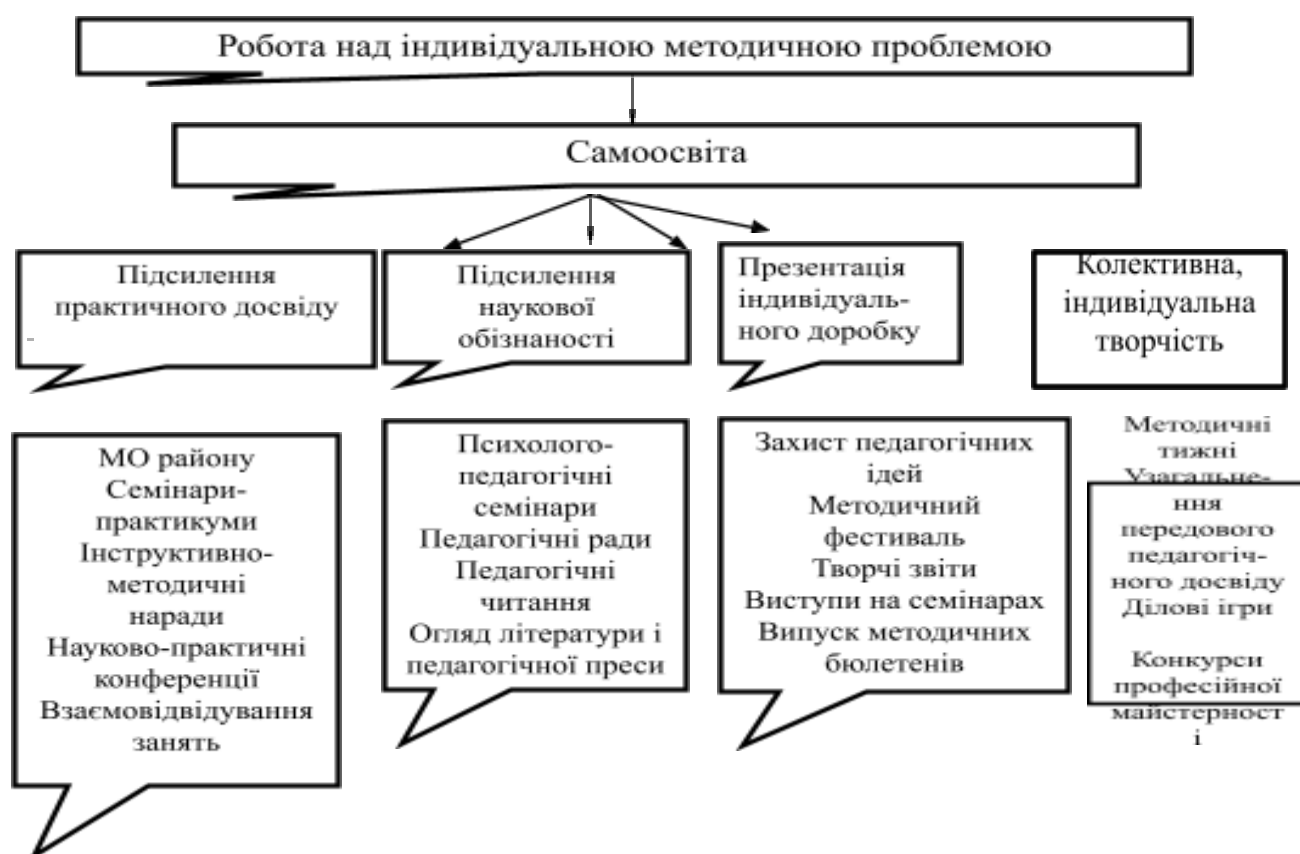 Робота над індивідуальною методичною проблемою
Самоосвіта
Підсилення
практичного досвіду
Підсилення
наукової
обізнаності
Презентація
індивідуаль-
ного доробку
Колективна,
індивідуальна
творчість
МО району
Семінари-
практикуми
Інструктивно-
методичні
наради
Науково-практичні
конференції
Взаємовідвідування
занять
Психолого-
педагогічні
семінари
Педагогічні ради
Педагогічні
читання
Огляд літератури і
педагогічної преси
Захист педагогічних
ідей
Методичний
фестиваль
Творчі звіти
Виступи на семінарах
Випуск методичних
бюлетенів
Методичні
тижні
Узагальне-
ння
передового
педагогіч-
ного досвіду
Ділові ігри
Конкурси
професійної
майстерност
і